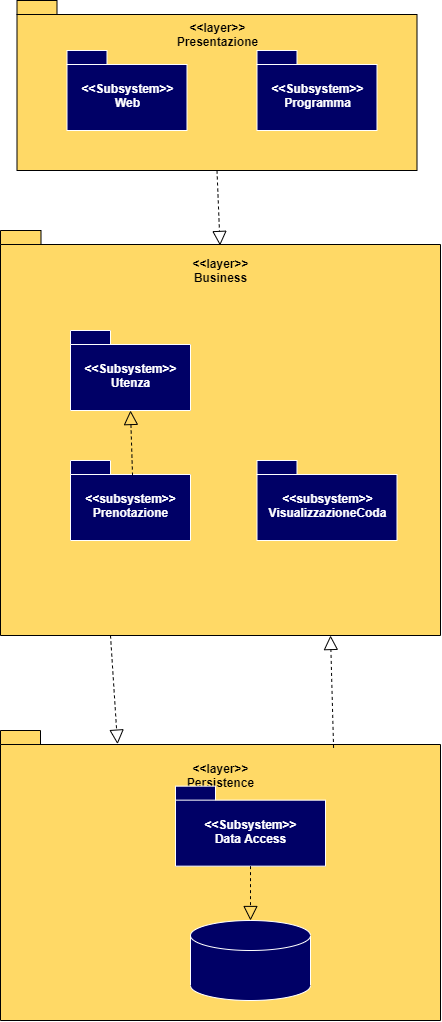 <<layer>>
Presentazione
<<Subsystem>>
Web
<<Subsystem>>
Programma
<<layer>>
Business
<<Subsystem>>
Utenza
<<subsystem>>
Prenotazione
<<subsystem>>
VisualizzazioneCoda
<<layer>>
Persistence
<<Subsystem>>
Data Access